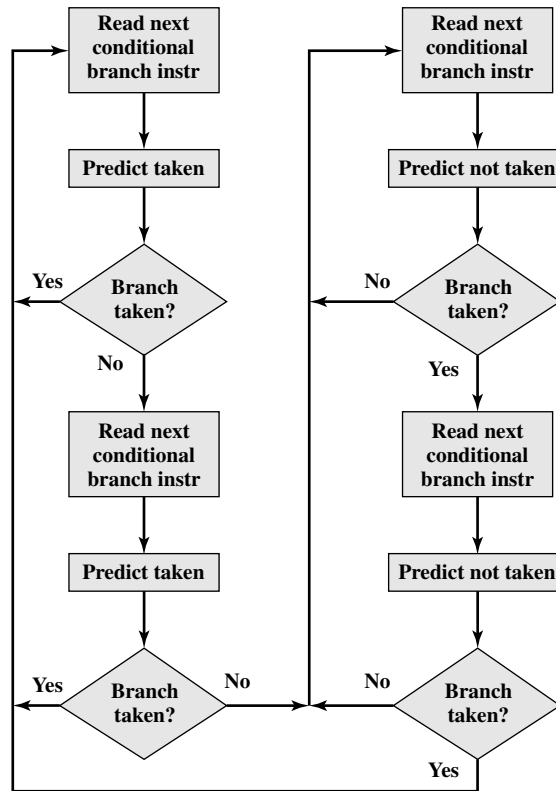 Read next
conditional
branch instr
Predict taken
Yes
Branch
taken?
No
Read next
conditional
branch instr
Predict taken
Yes
Branch
taken?
No
Read next
conditional
branch instr
Predict not taken
No
Branch
taken?
Yes
Read next
conditional
branch instr
Predict not taken
No
Branch
taken?
Yes